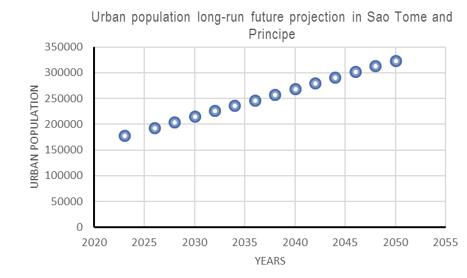 Urban population long-run future projection in Sao Tome and
Principe
350000
300000
250000
200000
150000
100000
50000
0
URBAN POPULATION
2020 2025 2030 2035 2040 2045 2050 2055
YEARS